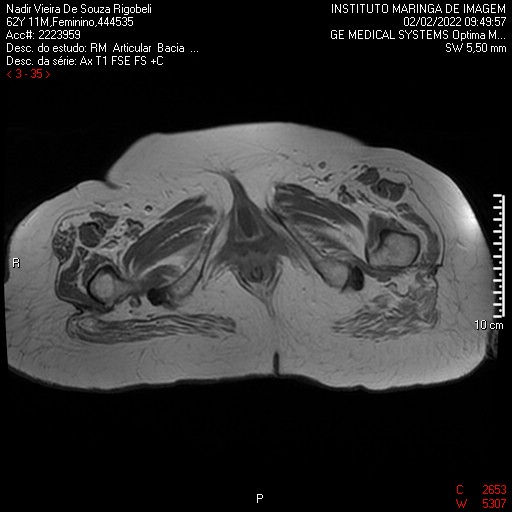 Nadir Vieira De Souza Rigobeli
62Y 11M,Feminino,444535
Acc#: 2223959
Desc. do estudo: RM Articular Bacia ...
Desc. da série: Ax T1 FSE FS +C
< 3 - 35 >
INSTITUTO MARINGA DE IMAGEM
02/02/2022 09:49:57
GE MEDICAL SYSTEMS Optima M...
SW 5,50 mm
R
10 cm
P
C 2653
W 5307